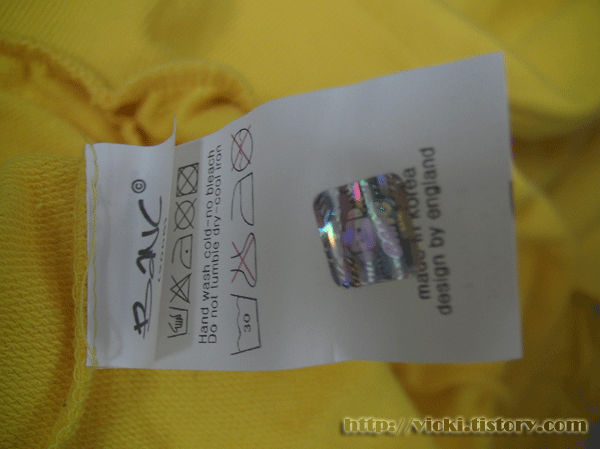 BaNC©
Hand wash cold-no bleach
Do not tumble dry-cool iron
30
made in korea
design by england
http://vicki.tistory.com